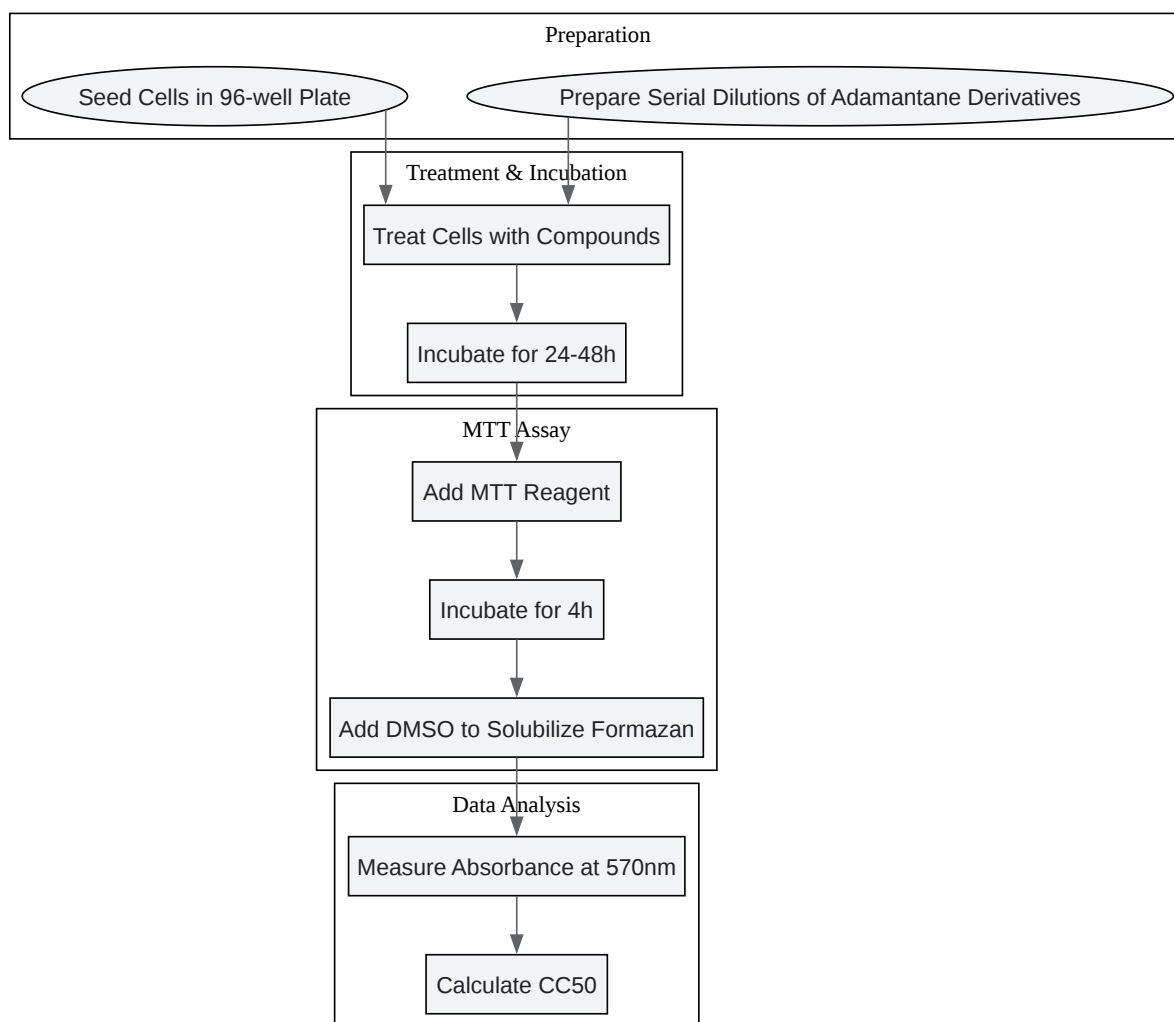 Preparation
Seed Cells in 96-well Plate
Prepare Serial Dilutions of Adamantane Derivatives
Treatment & Incubation
Treat Cells with Compounds
Incubate for 24-48h
MTT Assay
Add MTT Reagent
Incubate for 4h
Add DMSO to Solubilize Formazan
Data Analysis
Measure Absorbance at 570nm
Calculate CC50